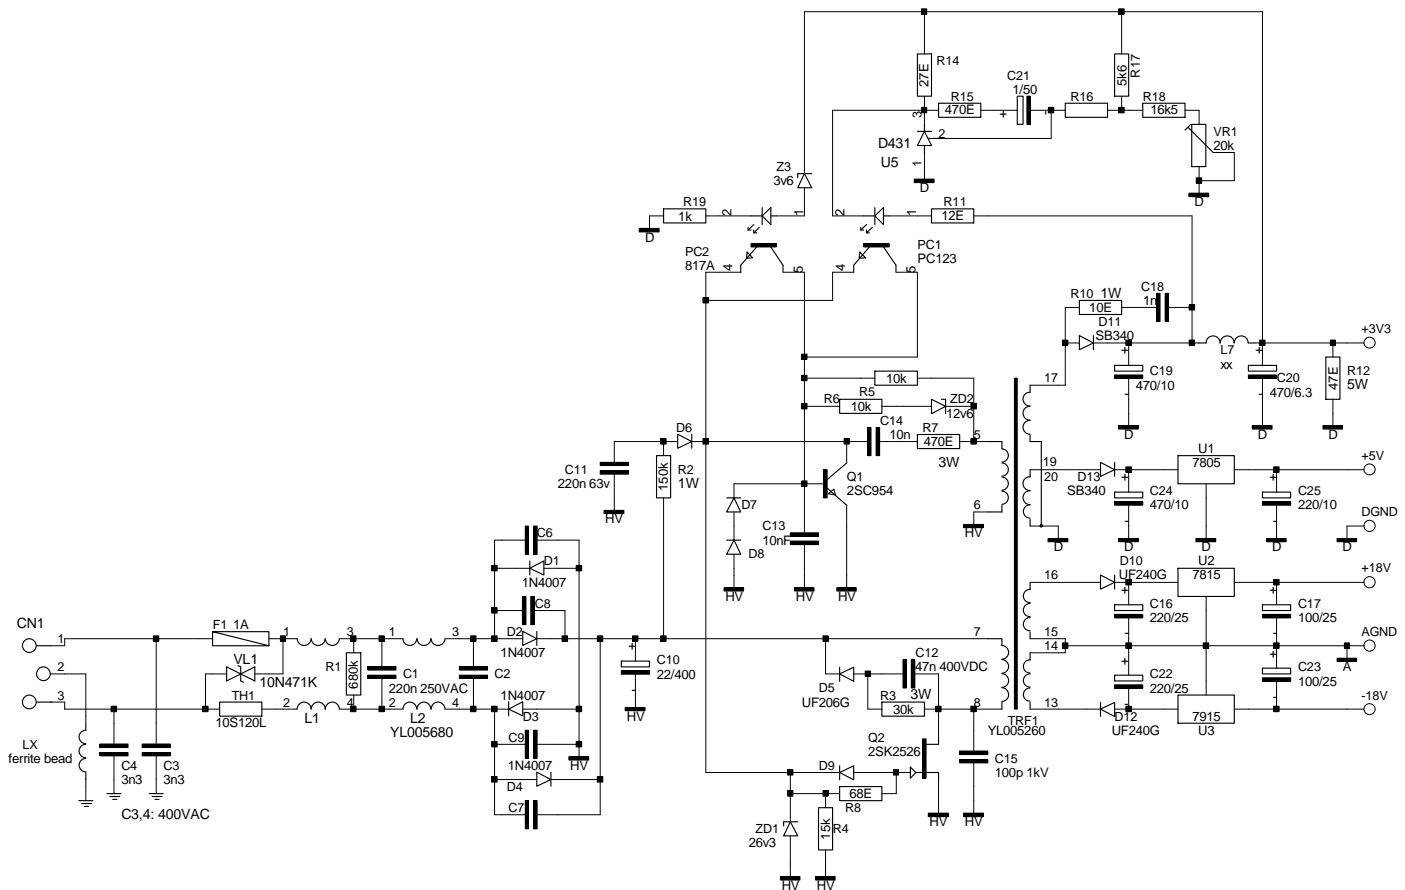 R14
27E
R15
470E
C21
1/50
+
-
R16
5k6
R17
R18
16k5
VR1
20k
D
D431
U5
3
2
1
D
Z3
3v6
R19
1k
D
2
1
2
1
R11
12E
PC2
817A
4
5
4
5
PC1
PC123
R10 1W
10E
C18
1n
D11
SB340
L7
xx
+3V3
17
C19
470/10
+
-
D
C20
470/6.3
+
-
D
47E
R12
5W
D
10k
R6
R5
10k
ZD2
12v6
D6
C14
10n
R7
470E
3W
5
6
HV
C11
220n 63v
HV
150k
R2
1W
Q1
2SC954
D7
D8
HV
C13
10nF
HV
HV
19
20
D13
SB340
D
C24
470/10
+
-
D
U1
7805
D
C25
220/10
+
-
D
+5V
DGND
D
C6
D1
1N4007
C8
D2
1N4007
16
D10
UF240G
U2
7815
+18V
C16
220/25
+
-
C17
100/25
+
-
CN1
1
2
3
F1 1A
VL1
10N471K
TH1
10S120L
1
3
2
4
L1
R1
680k
C1
220n 250VAC
1
3
2
4
L2
YL005680
C2
1N4007
D3
C9
1N4007
D4
C7
HV
C10
22/400
+
-
HV
7
8
C12
47n 400VDC
D5
UF206G
3W
R3
30k
15
14
13
TRF1
YL005260
AGND
A
C22
220/25
+
-
C23
100/25
+
-
D12
UF240G
7915
U3
-18V
LX
ferrite bead
C4
3n3
C3
3n3
C3,4: 400VAC
Q2
2SK2526
D9
68E
R8
C15
100p 1kV
HV
HV
ZD1
26v3
HV
15k
R4
HV